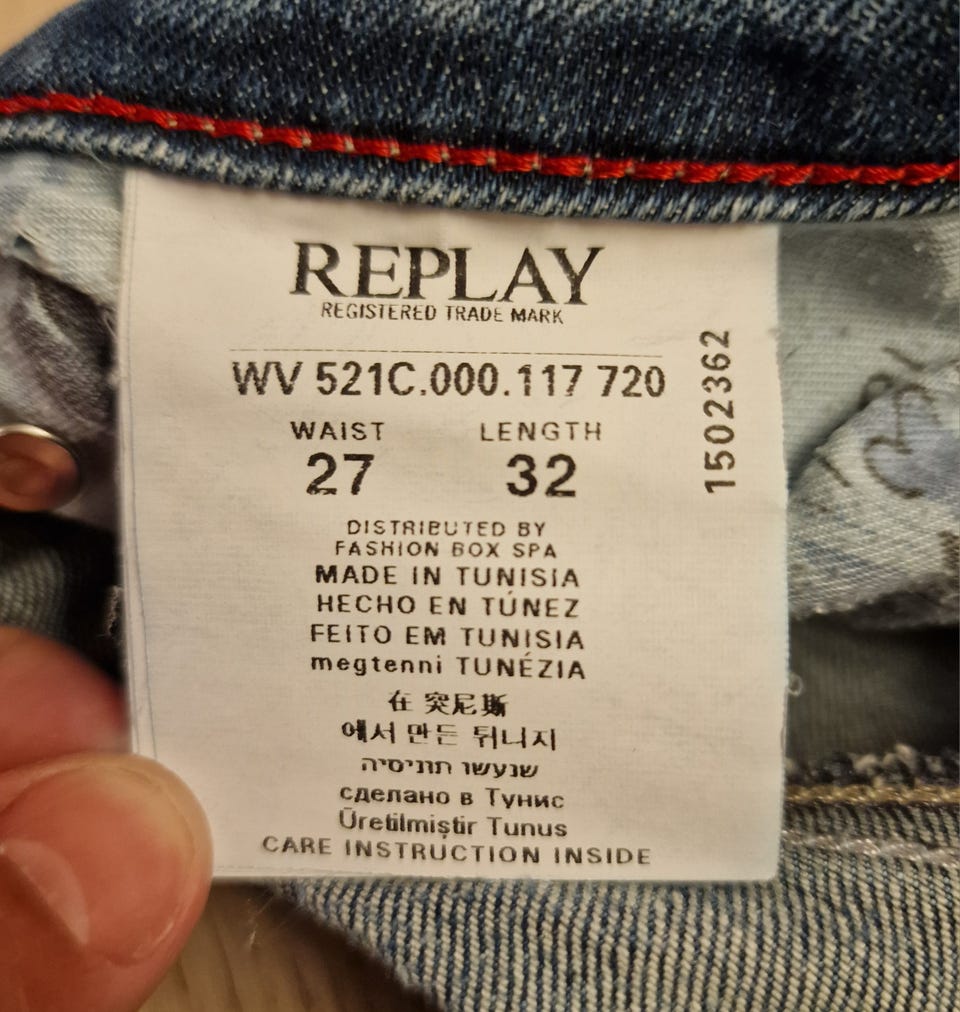 REPLAY
REGISTERED TRADE MARK
WV 521C.000.117 720
WAIST LENGTH
27 32
1502362
DISTRIBUTED BY
FASHION BOX SPA
MADE IN TUNISIA
HECHO EN TÚNEZ
FEITO EM TUNISIA
megtenni TUNÉZIA
在 突尼斯
에서 만든 튀니지
שנעשו תוניסיה
сделано в Тунис
Üretilmiştir Tunus
CARE INSTRUCTION INSIDE